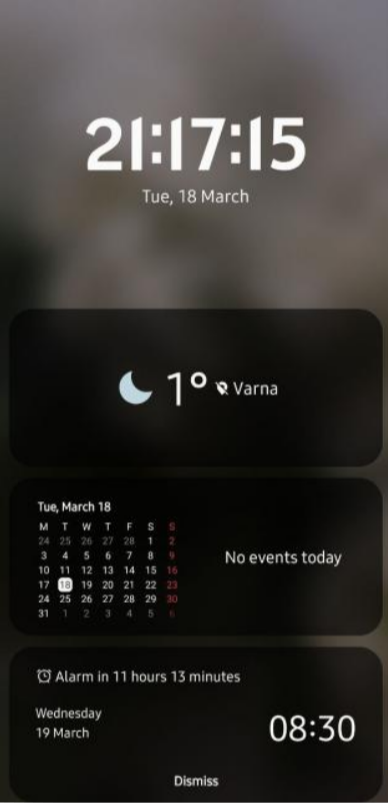 21:17:15
Tue, 18 March
1° Varna
Tue, March 18
M T W T F S S
24 25 26 27 28 1 2
3 4 5 6 7 8 9
10 11 12 13 14 15 16
17 18 19 20 21 22 23
24 25 26 27 28 29 30
31 1 2 3 4 5 6
No events today
Alarm in 11 hours 13 minutes
Wednesday
19 March
08:30
Dismiss